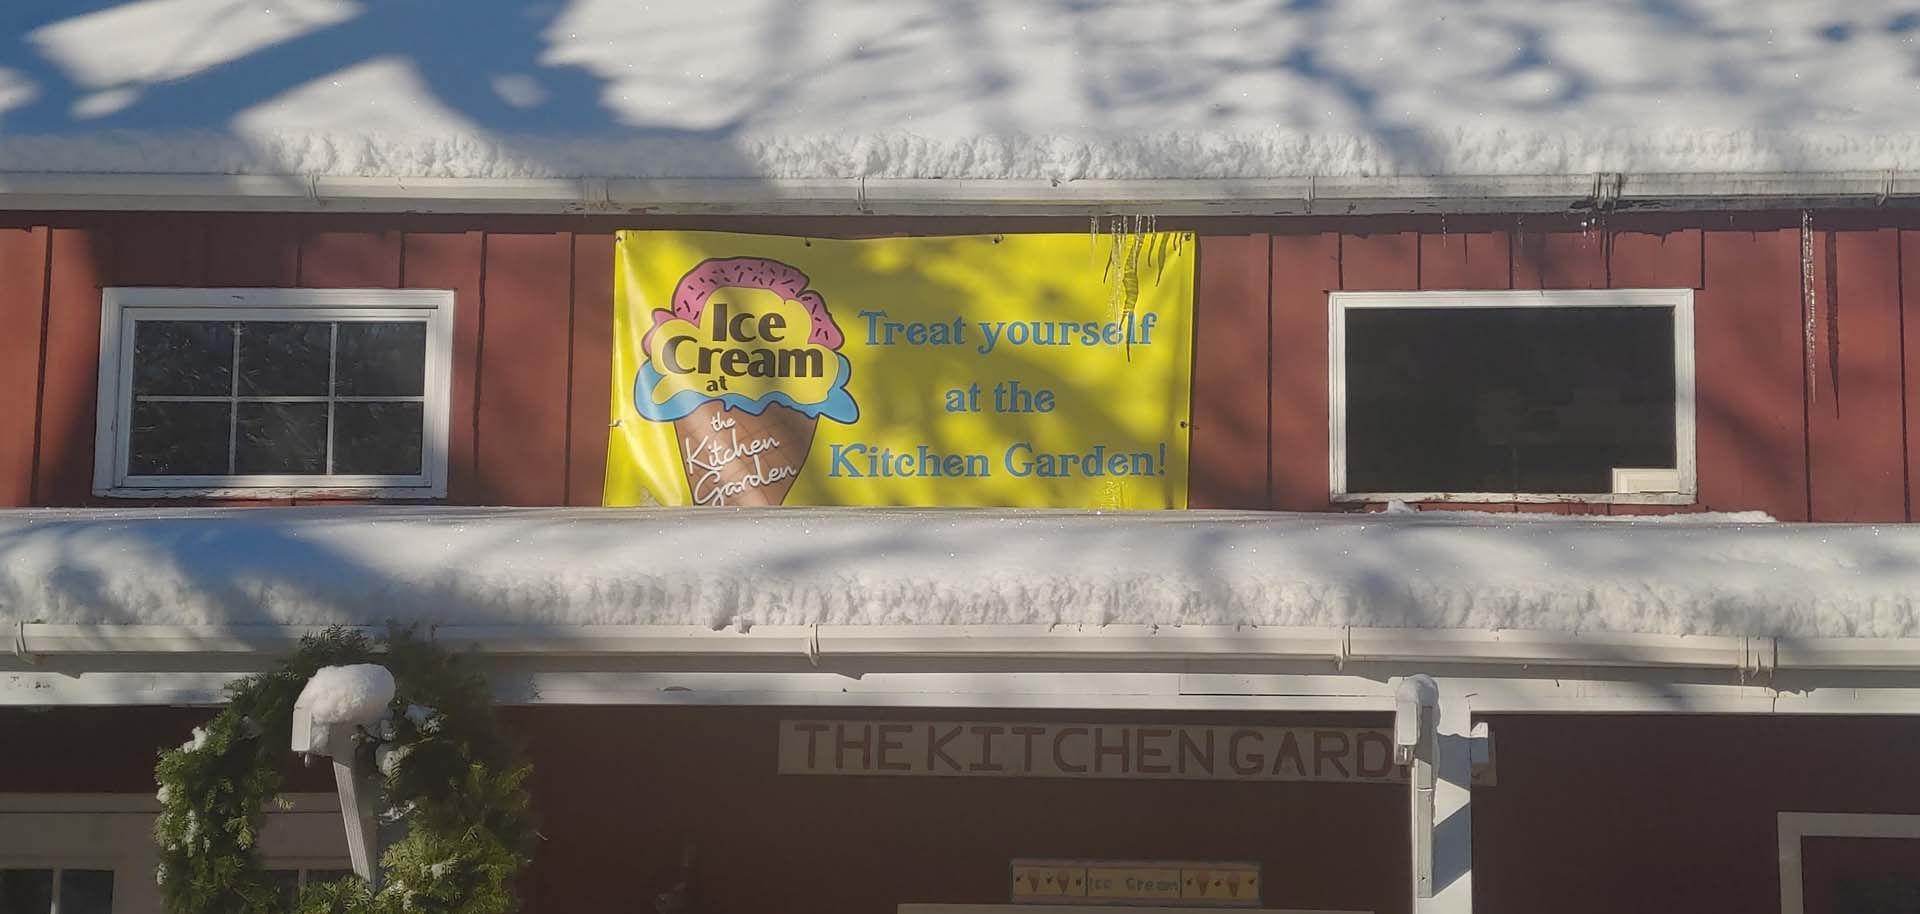 Ice
Cream
at
the
Kitchen
Garden
Treat yourself
at the
Kitchen Garden!
THE KITCHEN GARD
Ice Cream